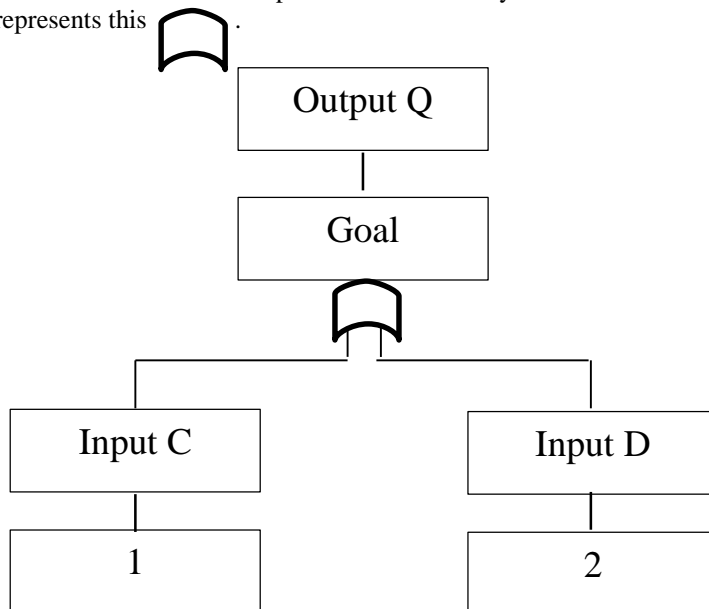 represents this .
Output Q
Goal
Input C
Input D
1
2